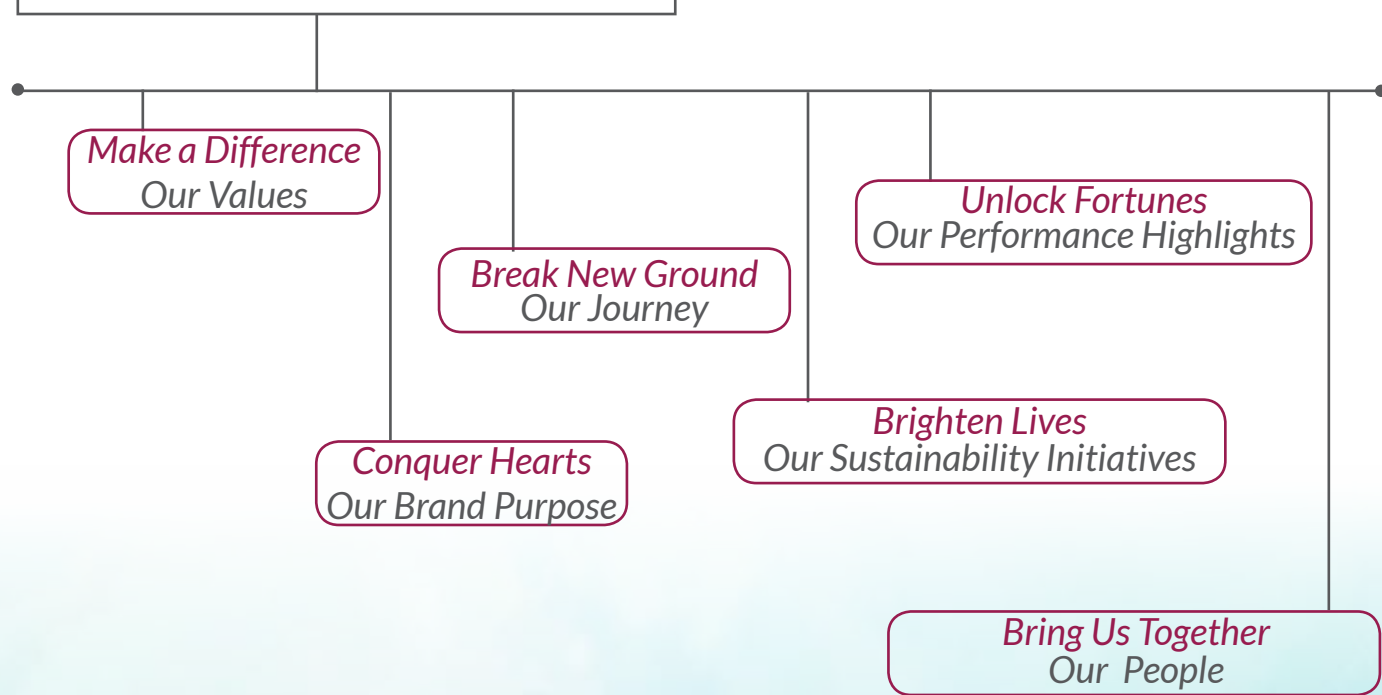 Make a Difference
Our Values
Unlock Fortunes
Our Performance Highlights
Break New Ground
Our Journey
Brighten Lives
Our Sustainability Initiatives
Conquer Hearts
Our Brand Purpose
Bring Us Together
Our People